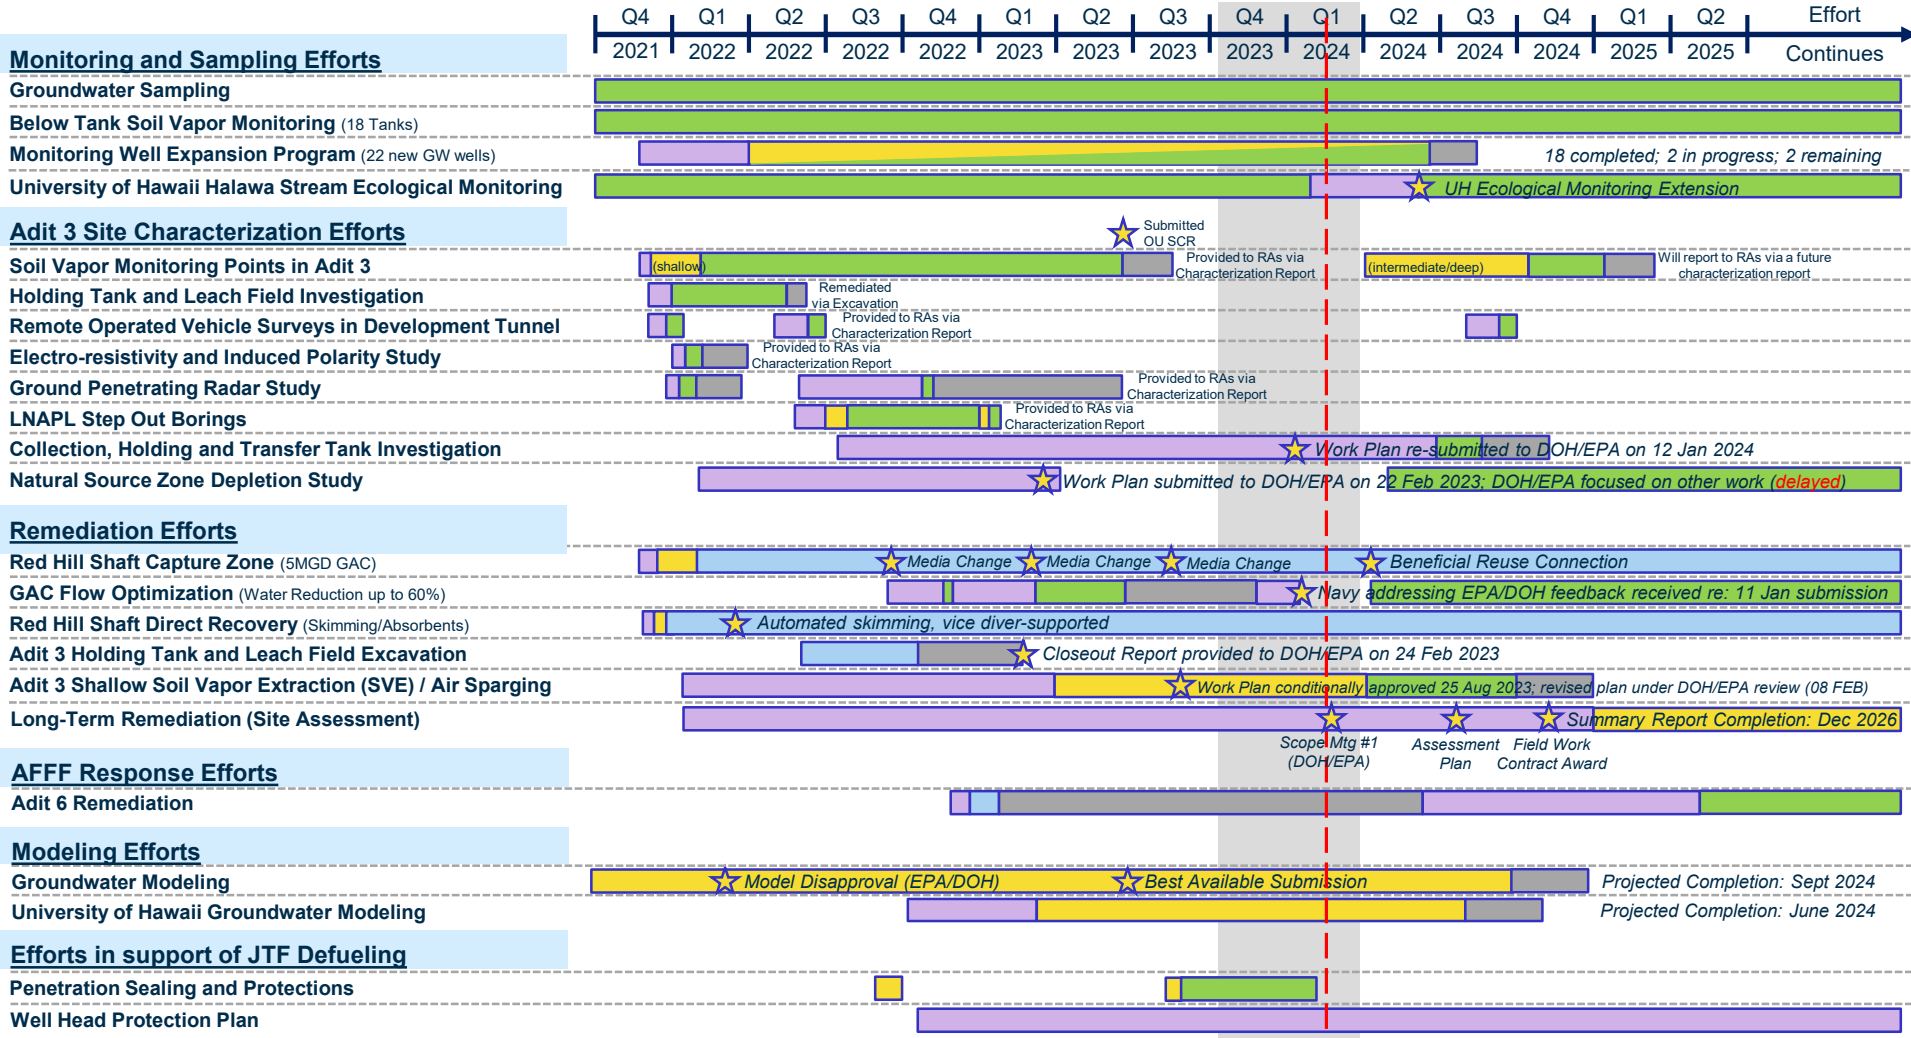 Q4 Q1 Q2 Q3 Q4 Q1 Q2 Q3 Q4 Q1 Q2 Q3 Q4 Q1 Q2 Effort
2021 2022 2022 2022 2022 2023 2023 2023 2023 2024 2024 2024 2024 2025 2025 Continues
Monitoring and Sampling Efforts
Groundwater Sampling
Below Tank Soil Vapor Monitoring (18 Tanks)
Monitoring Well Expansion Program (22 new GW wells) 18 completed; 2 in progress; 2 remaining
University of Hawaii Halawa Stream Ecological Monitoring UH Ecological Monitoring Extension
Adit 3 Site Characterization Efforts
Submitted
OU SCR
Soil Vapor Monitoring Points in Adit 3
(shallow)
Provided to RAs via
Characterization Report
(intermediate/deep)
Will report to RAs via a future
characterization report
Holding Tank and Leach Field Investigation
Remediated
via Excavation
Remote Operated Vehicle Surveys in Development Tunnel
Provided to RAs via
Characterization Report
Electro-resistivity and Induced Polarity Study
Provided to RAs via
Characterization Report
Ground Penetrating Radar Study
Provided to RAs via
Characterization Report
LNAPL Step Out Borings
Provided to RAs via
Characterization Report
Collection, Holding and Transfer Tank Investigation Work Plan re-submitted to DOH/EPA on 12 Jan 2024
Natural Source Zone Depletion Study Work Plan submitted to DOH/EPA on 22 Feb 2023; DOH/EPA focused on other work (delayed)
Remediation Efforts
Red Hill Shaft Capture Zone (5MGD GAC) Media Change Media Change Media Change Beneficial Reuse Connection
GAC Flow Optimization (Water Reduction up to 60%) Navy addressing EPA/DOH feedback received re: 11 Jan submission
Red Hill Shaft Direct Recovery (Skimming/Absorbents) Automated skimming, vice diver-supported
Adit 3 Holding Tank and Leach Field Excavation Closeout Report provided to DOH/EPA on 24 Feb 2023
Adit 3 Shallow Soil Vapor Extraction (SVE) / Air Sparging Work Plan conditionally approved 25 Aug 2023; revised plan under DOH/EPA review (08 FEB)
Long-Term Remediation (Site Assessment) Summary Report Completion: Dec 2026
Scope Mtg #1
(DOH/EPA)
Assessment
Plan
Field Work
Contract Award
AFFF Response Efforts
Adit 6 Remediation
Modeling Efforts
Groundwater Modeling Model Disapproval (EPA/DOH) Best Available Submission Projected Completion: Sept 2024
University of Hawaii Groundwater Modeling Projected Completion: June 2024
Efforts in support of JTF Defueling
Penetration Sealing and Protections
Well Head Protection Plan